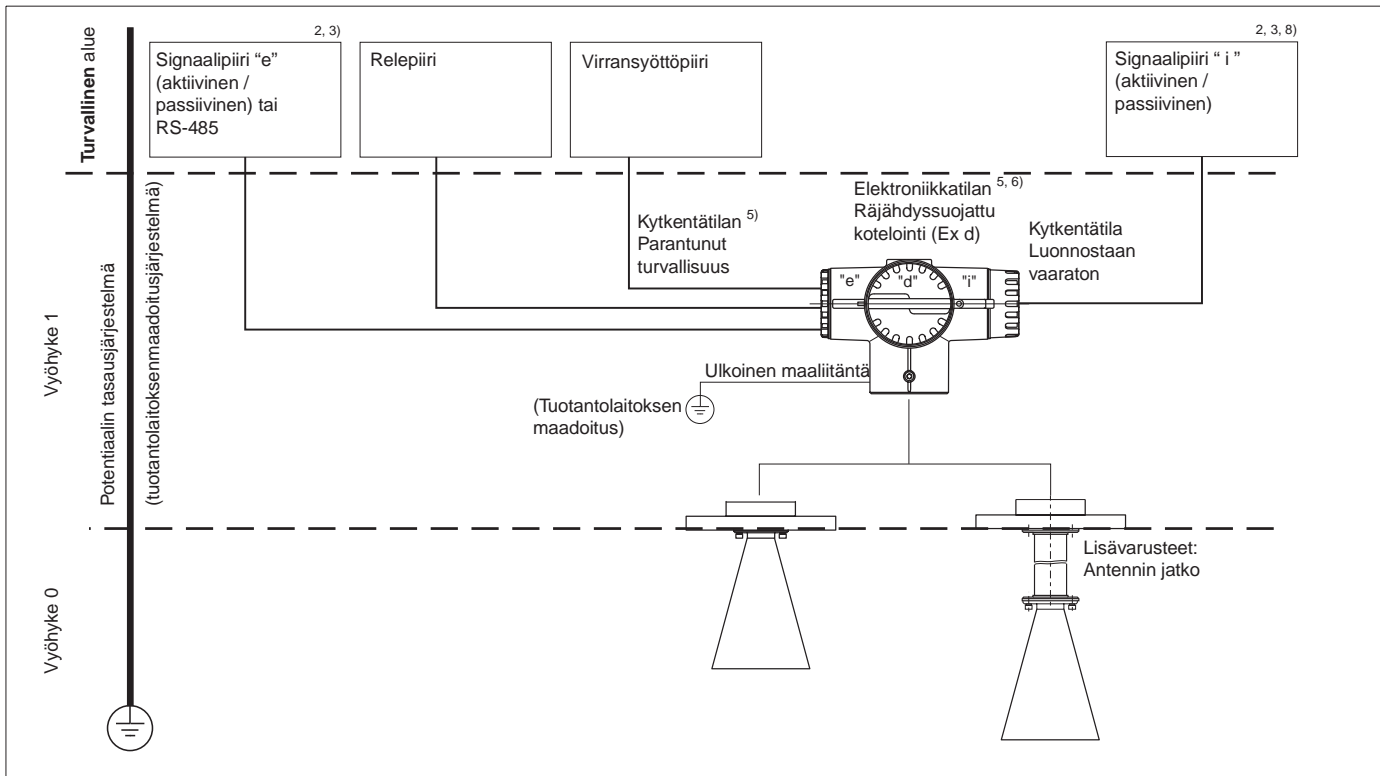 Turvallinen alue
2, 3)
Signaalipiiri “e”
(aktiivinen /
passiivinen) tai
RS-485
Relepiiri
Virransyöttöpiiri
2, 3, 8)
Signaalipiiri “ i ”
(aktiivinen /
passiivinen)
Vyöhyke 1
Potentiaalin tasausjärjestelmä
(tuotantolaitoksenmaadoitusjärjestelmä)
Kytkentätilan 5)
Parantunut
turvallisuus
Elektroniikkatilan 5, 6)
Räjähdyssuojattu
kotelointi (Ex d)
Kytkentätila
Luonnostaan
vaaraton
"e"
"d"
"i"
Ulkoinen maaliitäntä
(Tuotantolaitoksen
maadoitus)
Vyöhyke 0
Lisävarusteet:
Antennin jatko